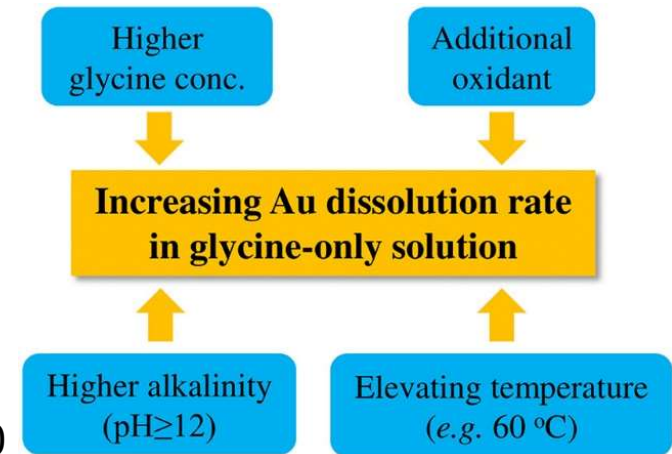 Higher
glycine conc.
Additional
oxidant
Increasing Au dissolution rate
in glycine-only solution
Higher alkalinity
(pH≥12)
Elevating temperature
(e.g. 60 °C)